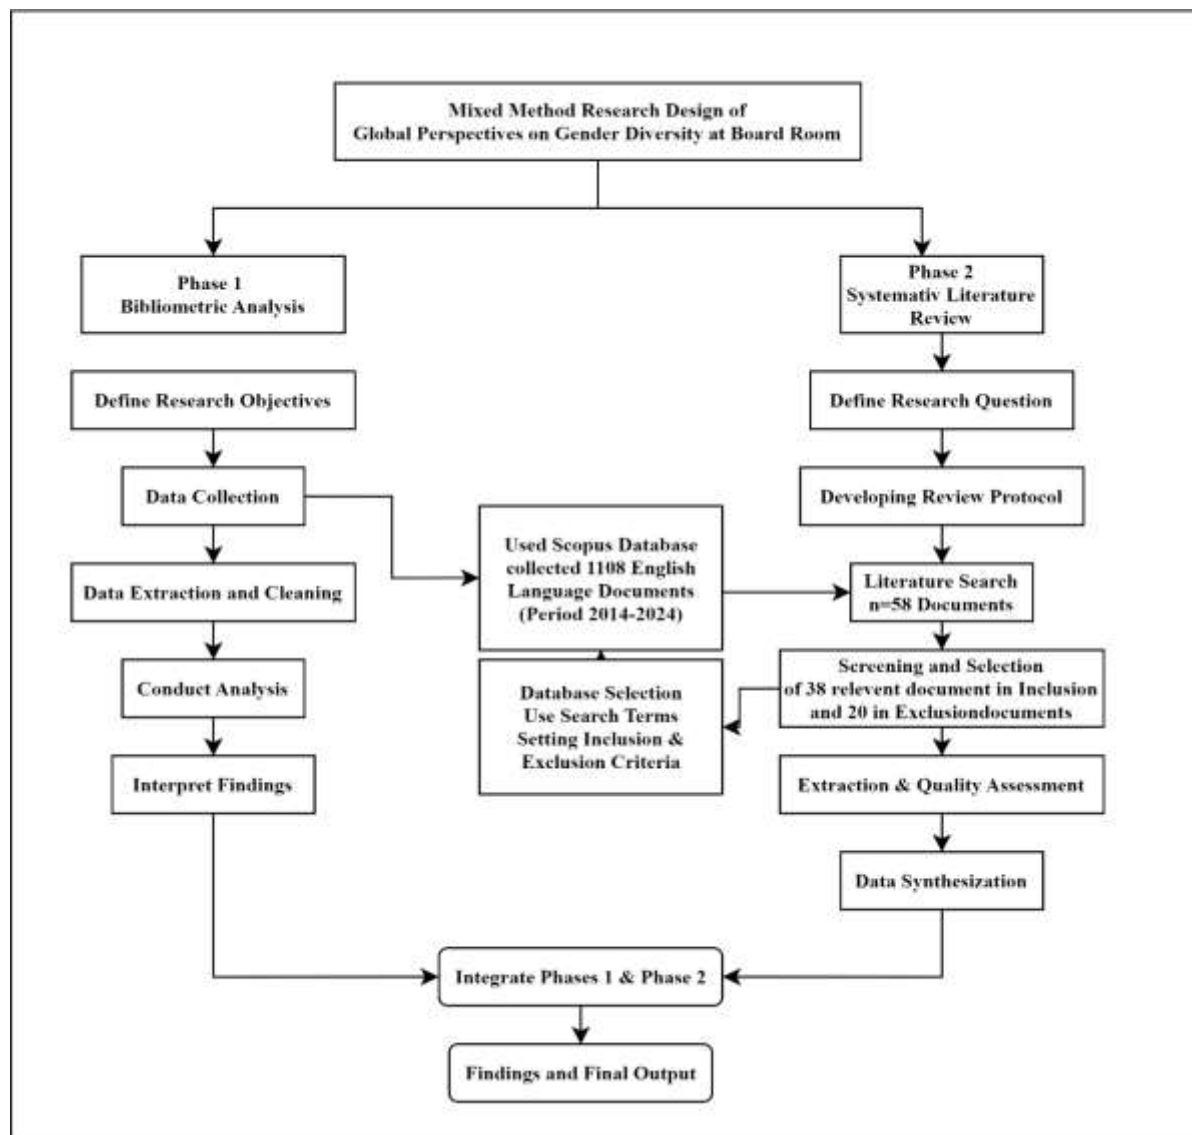 Mixed Method Research Design of
Global Perspectives on Gender Diversity at Board Room
Phase 1
Bibliometric Analysis
Phase 2
Systemativ Literature
Review
Define Research Objectives
Define Research Question
Data Collection
Developing Review Protocol
Used Scopus Database
collected 1108 English
Language Documents
(Period 2014-2024)
Data Extraction and Cleaning
Literature Search
n=58 Documents
Conduct Analysis
Database Selection
Use Search Terms
Setting Inclusion &
Exclusion Criteria
Screening and Selection
of 38 relevent document in Inclusion
and 20 in Exclusiondocuments
Interpret Findings
Extraction & Quality Assessment
Data Synthesization
Integrate Phases 1 & Phase 2
Findings and Final Output